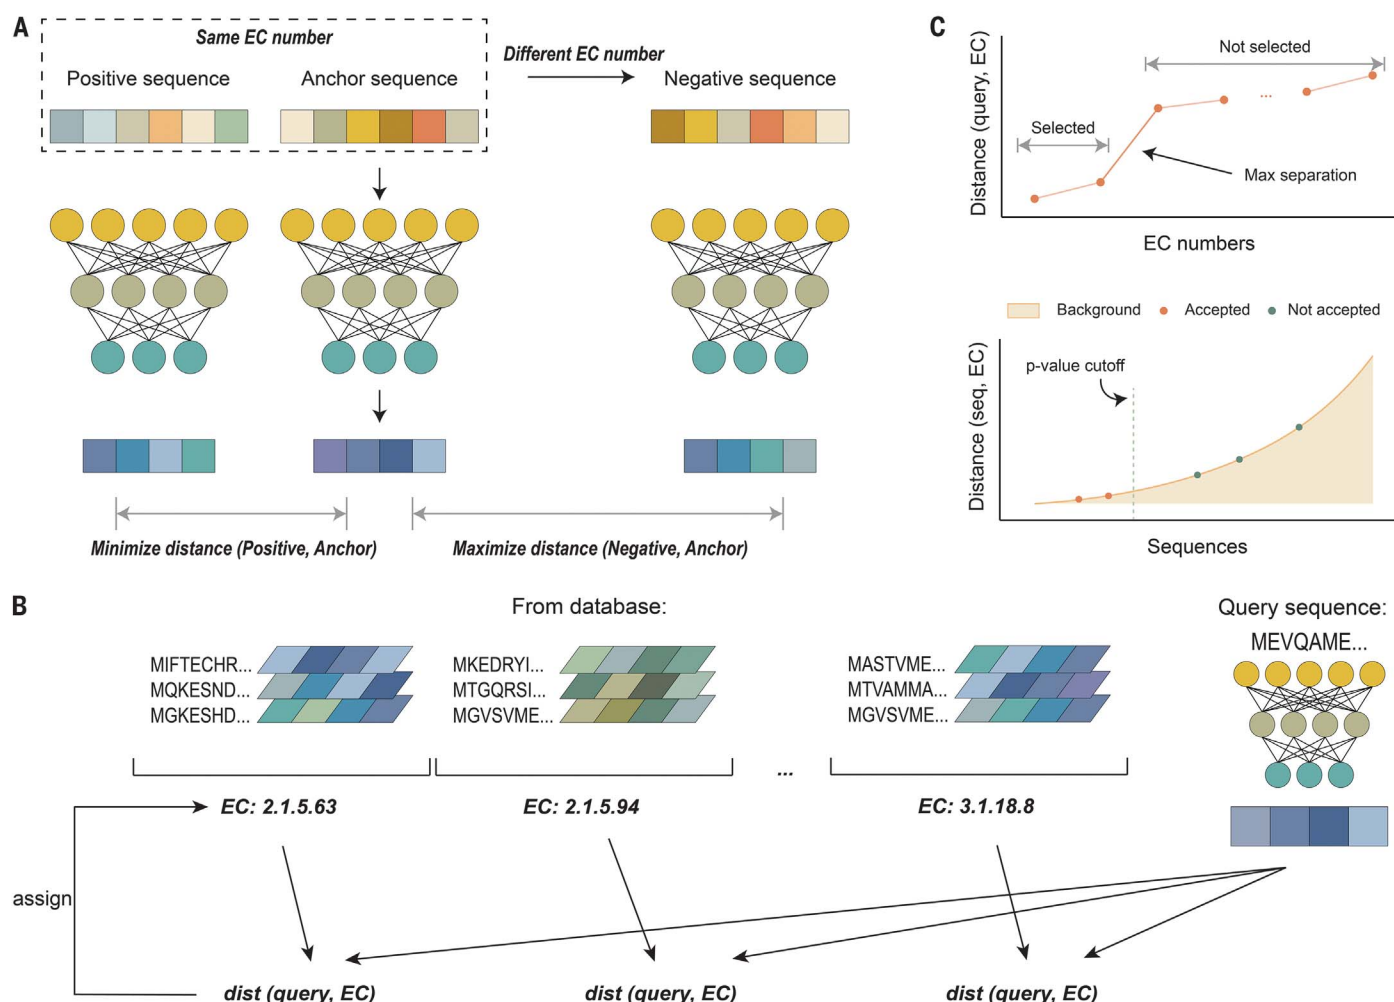 A
Same EC number
Different EC number
Positive sequence
Anchor sequence
Negative sequence
Minimize distance (Positive, Anchor)
Maximize distance (Negative, Anchor)
C
Distance (query, EC)
Selected
Not selected
...
Max separation
EC numbers
Background
Accepted
Not accepted
Distance (seq, EC)
p-value cutoff
Sequences
B
From database:
MIFTECHR...
MQKESND...
MGKESHD...
MKEDRYI...
MTGQRSI...
MGVSVME...
...
MASTVME...
MTVAMMA...
MGVSVME...
Query sequence:
MEVQAME...
EC: 2.1.5.63
EC: 2.1.5.94
EC: 3.1.18.8
assign
dist (query, EC)
dist (query, EC)
dist (query, EC)